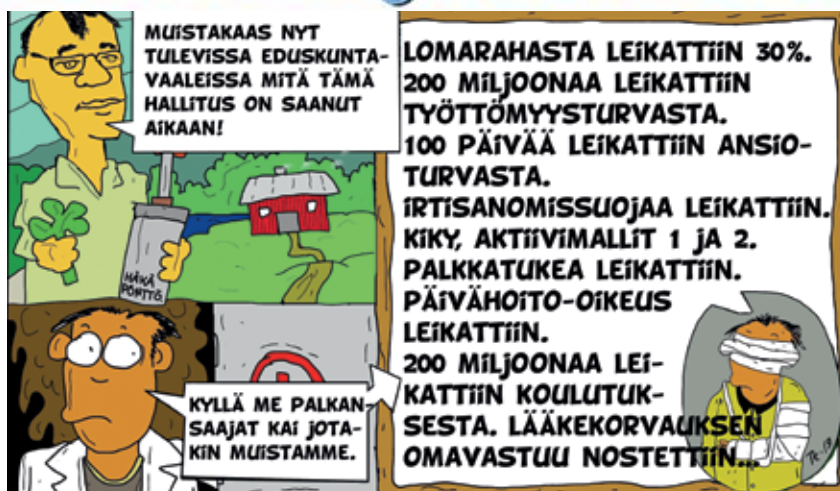 MUISTAKAAS NYT
TULEVISSA EDUSKUNTA-
VAALEISSA MITÄ TÄMÄ
HALLITUS ON SAANUT
AIKAAN!
HÄKÄ
PÖNTTÖ.
KYLLÄ ME PALKAN-
SAAJAT KAI JOTA-
KIN MUISTAMME.
LOMARAHASTA LEIKATTIIN 30%.
200 MILJOONAA LEIKATTIIN
TYÖTTÖMYYSTURVASTA.
100 PÄIVÄÄ LEIKATTIIN ANSIO-
TURVASTA.
IRTISANOMISSUOJAA LEIKATTIIN.
KIKY, AKTIIVIMALLIT 1 JA 2.
PALKKATUKEA LEIKATTIIN.
PÄIVÄHOITO-OIKEUS
LEIKATTIIN.
200 MILJOONAA LEI-
KATTIIN KOULUTUK-
SESTA. LÄÄKEKORVAUKSEN
OMAVASTUU NOSTETTIIN...